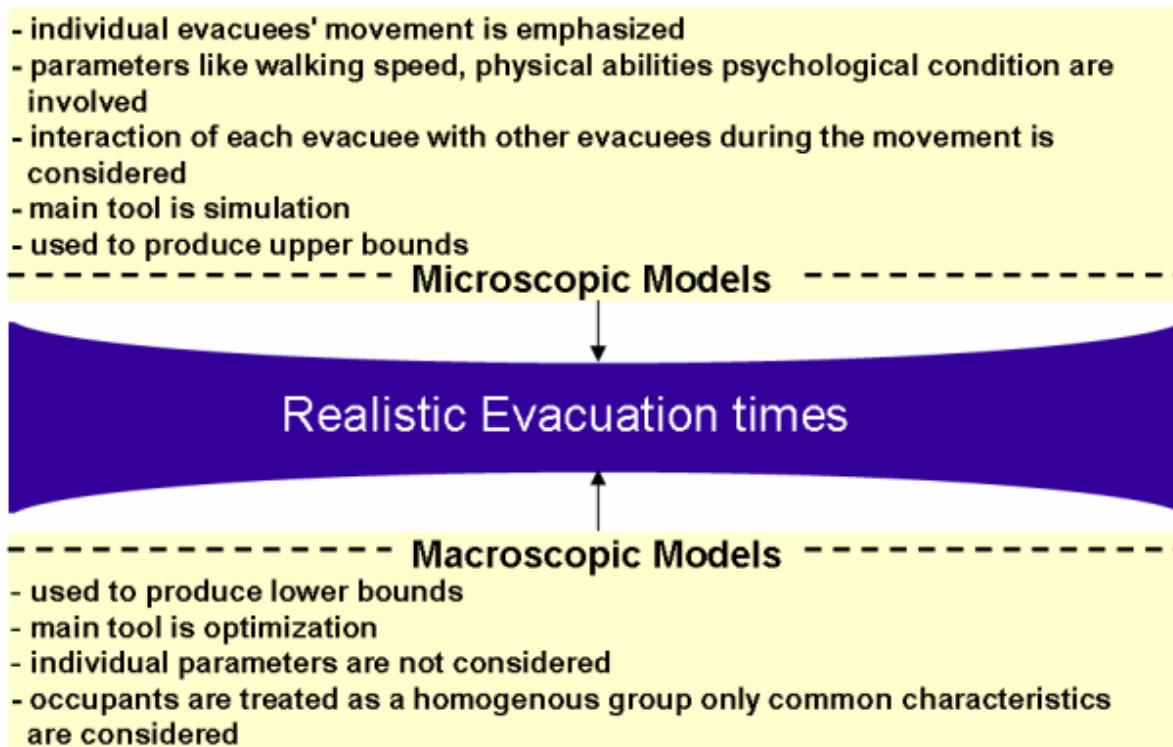 - individual evacuees' movement is emphasized
- parameters like walking speed, physical abilities psychological condition are
involved
- interaction of each evacuee with other evacuees during the movement is
considered
- main tool is simulation
- used to produce upper bounds
Microscopic Models
Realistic Evacuation times
Macroscopic Models
- used to produce lower bounds
- main tool is optimization
- individual parameters are not considered
- occupants are treated as a homogenous group only common characteristics
are considered